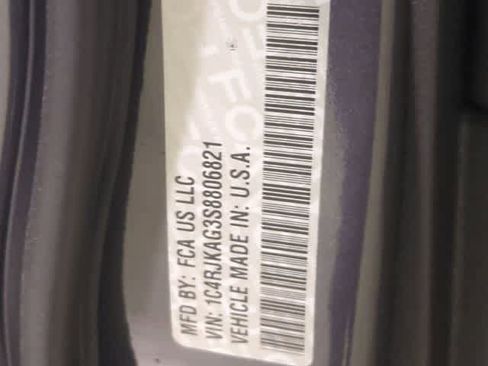 MFD BY: FCA US LLC
VIN: 1C4RJKAG3S8806821
VEHICLE MADE IN: U.S.A.